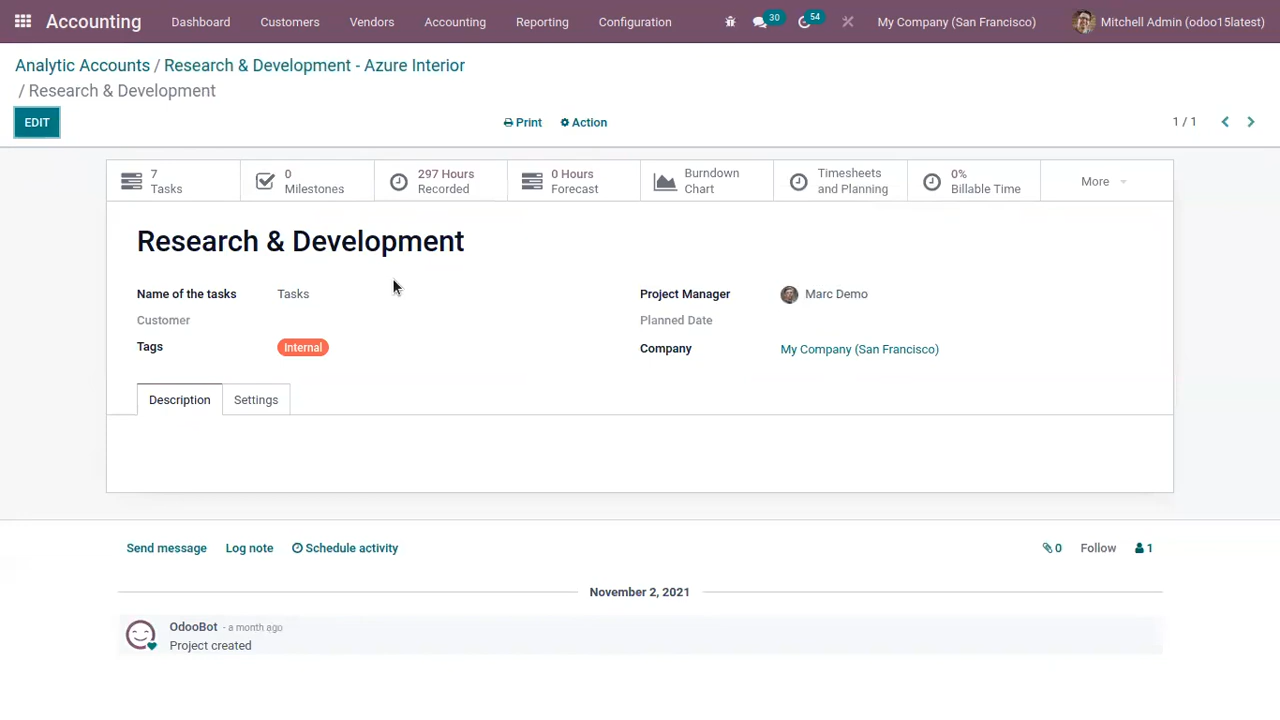 Accounting Dashboard Customers Vendors Accounting Reporting Configuration 30 54 My Company (San Francisco) Mitchell Admin (odoo15latest)
Analytic Accounts / Research & Development - Azure Interior
/ Research & Development
EDIT Print Action 1 / 1
7 Tasks
0 Milestones
297 Hours Recorded
0 Hours Forecast
Burndown Chart
Timesheets and Planning
0% Billable Time
More
Research & Development
Name of the tasks Tasks Project Manager Marc Demo
Customer Planned Date
Tags Internal Company My Company (San Francisco)
Description Settings
Send message Log note Schedule activity 0 Follow 1
November 2, 2021
OdooBot - a month ago
Project created